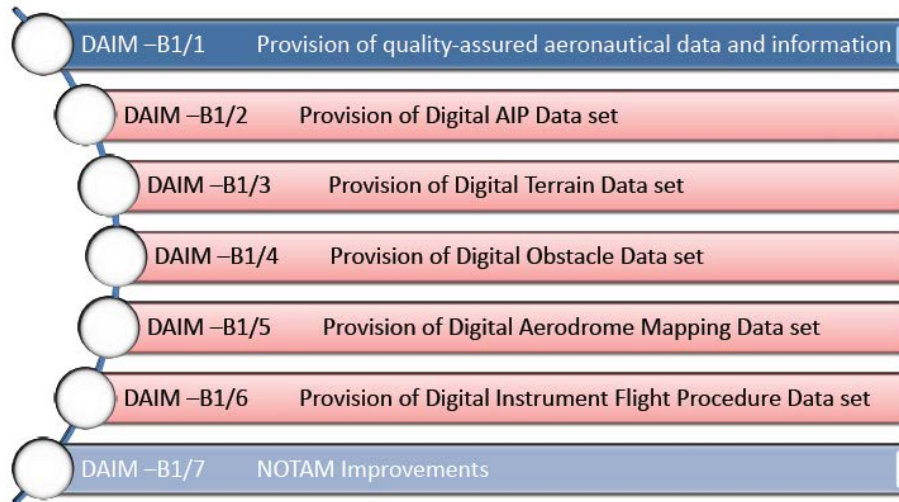 DAIM –B1/1 Provision of quality-assured aeronautical data and information
DAIM –B1/2 Provision of Digital AIP Data set
DAIM –B1/3 Provision of Digital Terrain Data set
DAIM –B1/4 Provision of Digital Obstacle Data set
DAIM –B1/5 Provision of Digital Aerodrome Mapping Data set
DAIM –B1/6 Provision of Digital Instrument Flight Procedure Data set
DAIM –B1/7 NOTAM Improvements